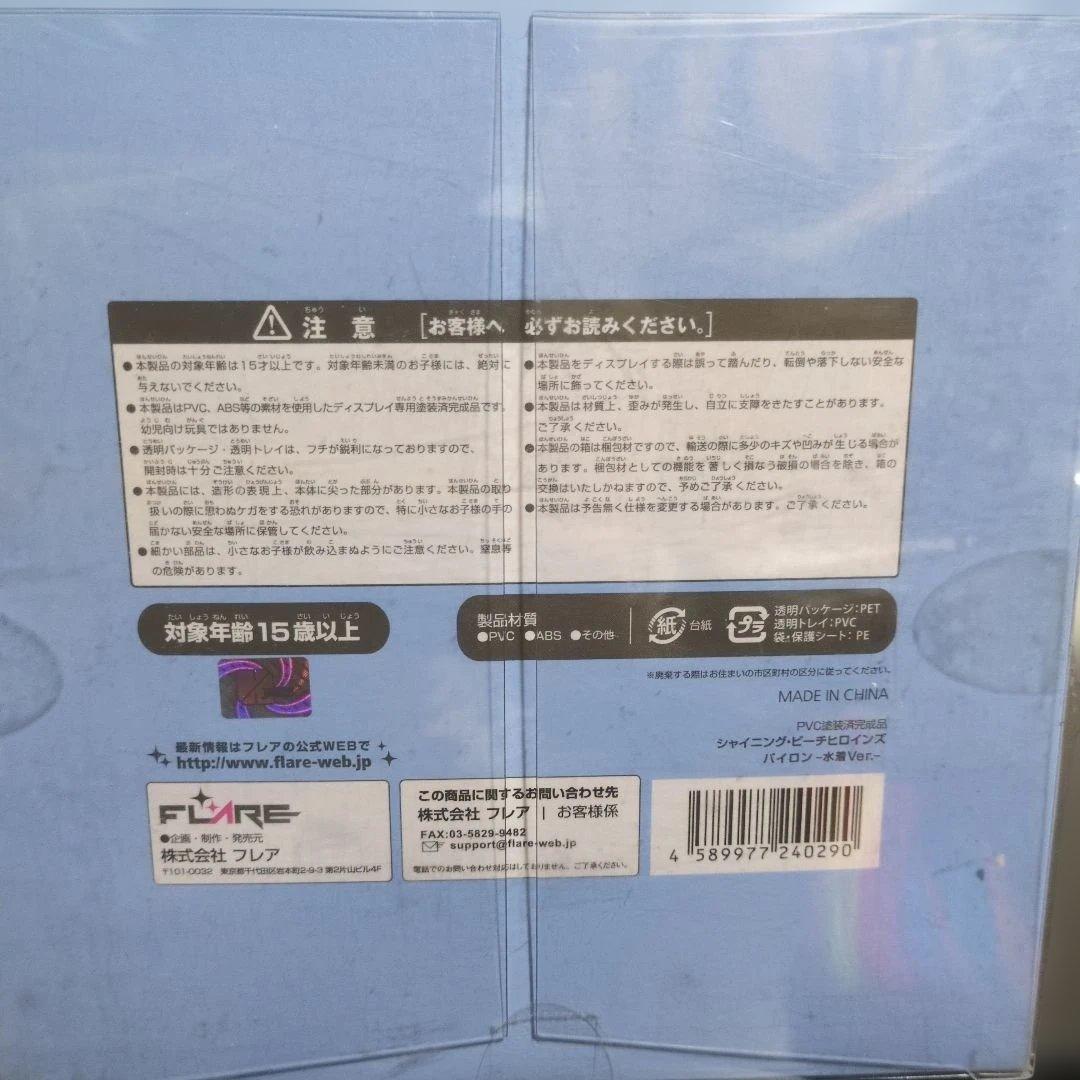 注意 [お客様へ 必ずお読みください。]
●本製品の対象年齢は15才以上です。対象年齢未満のお子様には、絶対に
与えないでください。
●本製品はPVC、ABS等の素材を使用したディスプレイ専用塗装済完成品です。
幼児向け玩具ではありません。
●透明パッケージ・透明トレイは、フチが鋭利になっておりますので、
開封時は十分ご注意ください。
●本製品には、造形の表現上、本体に尖った部分があります。本製品の取り
扱いの際に思わぬケガをする恐れがありますので、特に小さなお子様の手の
届かない安全な場所に保管してください。
●細かい部品は、小さなお子様が飲み込まぬようにご注意ください。窒息等
の危険があります。
●本製品をディスプレイする際は誤って踏んだり、転倒や落下しない安全な
場所に飾ってください。
●本製品は材質上、歪みが発生し、自立に支障をきたすことがあります。
ご了承ください。
●本製品の箱は梱包材ですので、輸送の際に多少のキズや凹みが生じる場合が
あります。梱包材としての機能を著しく損なう破損の場合を除き、箱の
交換はいたしかねますので、予めご了承ください。
●本製品は予告無く仕様を変更する場合があります。ご了承ください。
対象年齢15歳以上
製品材質
●PVC ●ABS ●その他
紙 台紙
プラ
透明パッケージ:PET
透明トレイ:PVC
袋・保護シート:PE
※廃棄する際はお住まいの市区町村の区分に従ってください。
MADE IN CHINA
PVC塗装済完成品
シャイニング・ビーチヒロインズ
パイロン -水着Ver.-
最新情報はフレアの公式WEBで
http://www.flare-web.jp
FLARE
●企画・制作・発売元
株式会社 フレア
〒101-0032 東京都千代田区岩本町2-9-3 第2片山ビル4F
この商品に関するお問い合わせ先
株式会社 フレア | お客様係
FAX:03-5829-9482
support@flare-web.jp
電話でのお問い合わせ対応はしておりません。ご了承ください。
4 589977 240290